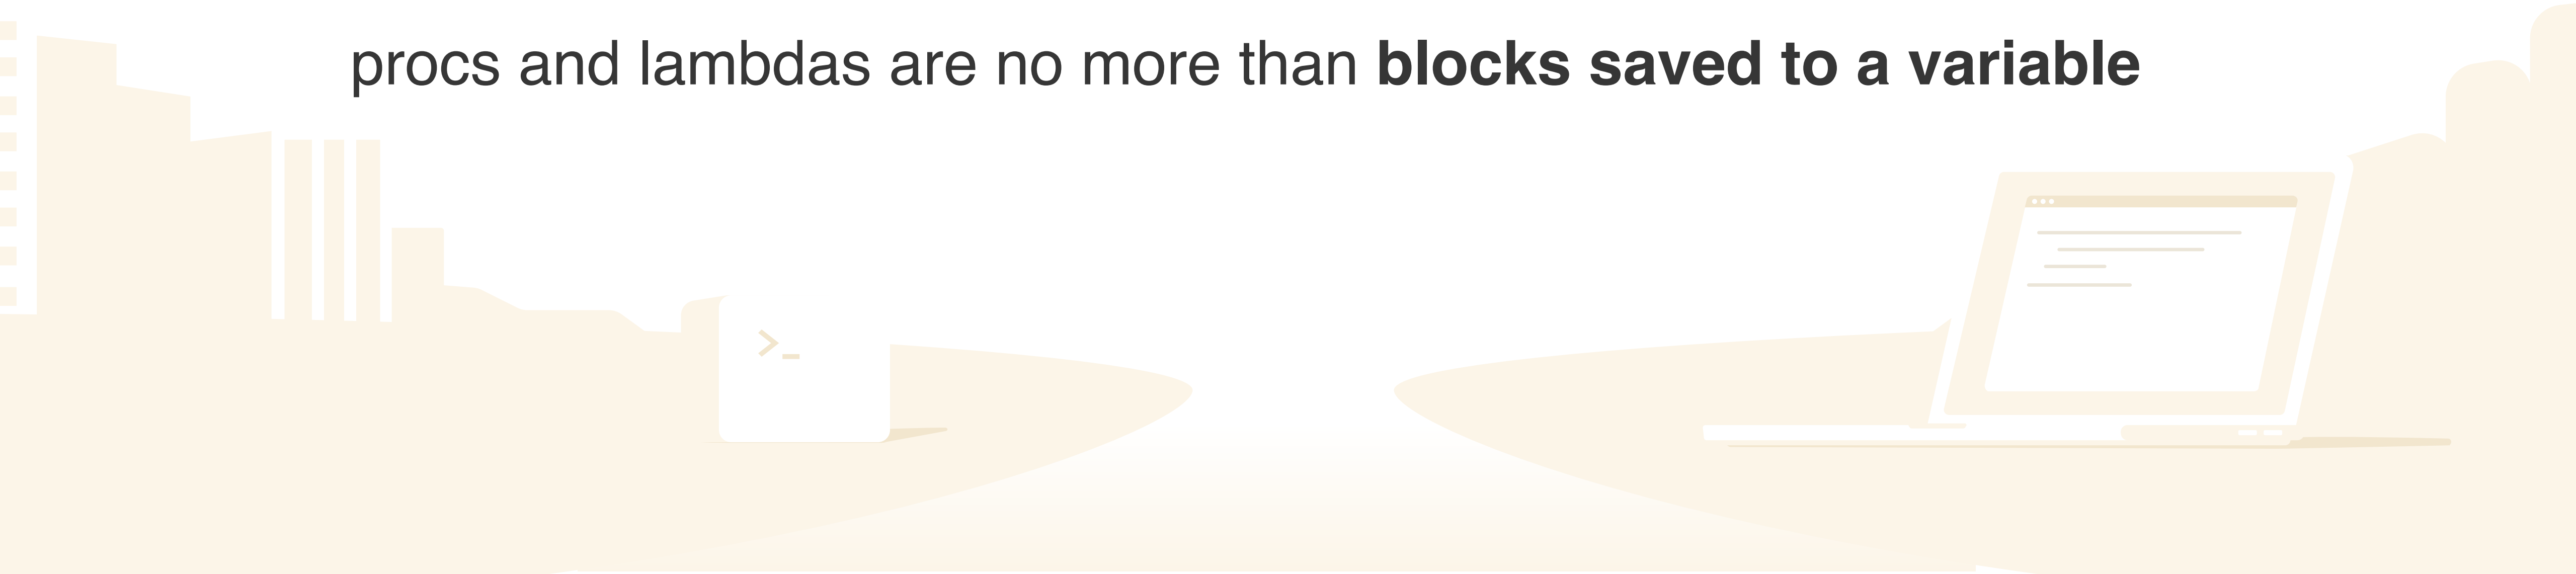 procs and lambdas are no more than blocks saved to a variable
>_